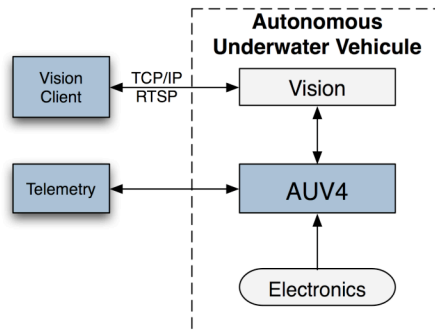 Autonomous
Underwater Vehicule
Vision
Client
TCP/IP
RTSP
Vision
Telemetry
AUV4
Electronics